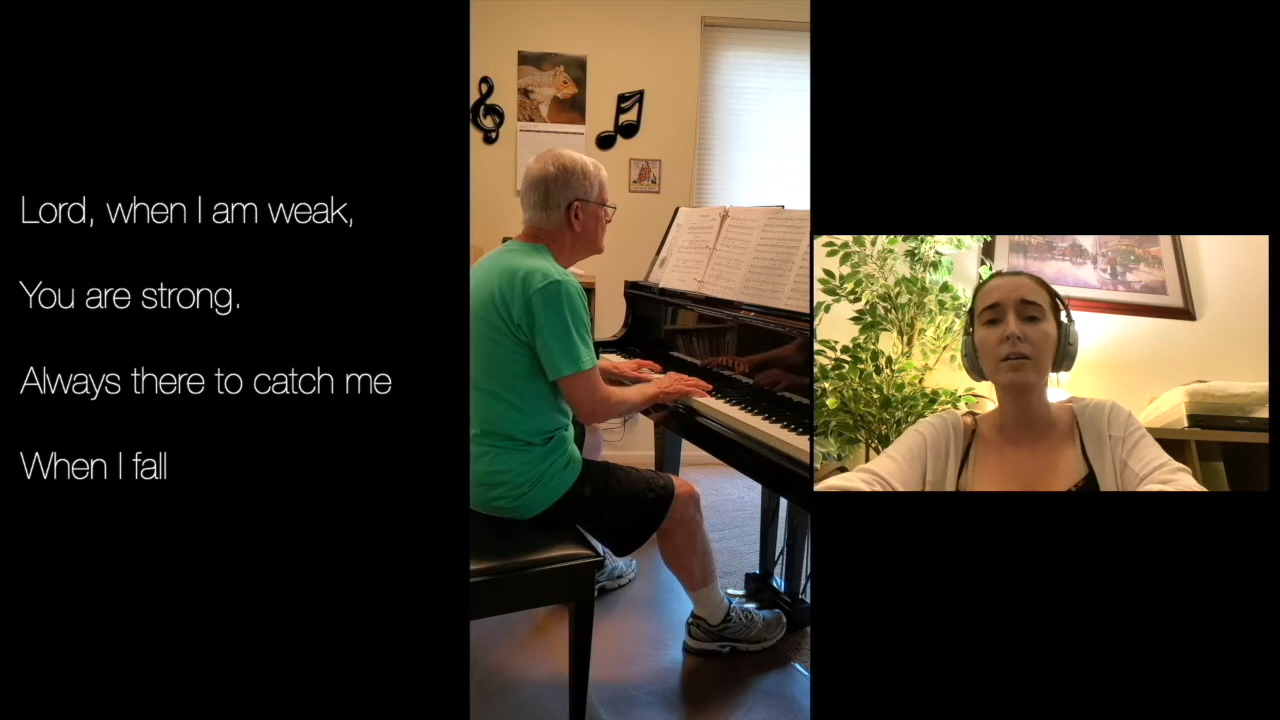 Lord, when I am weak,
You are strong.
Always there to catch me
When I fall